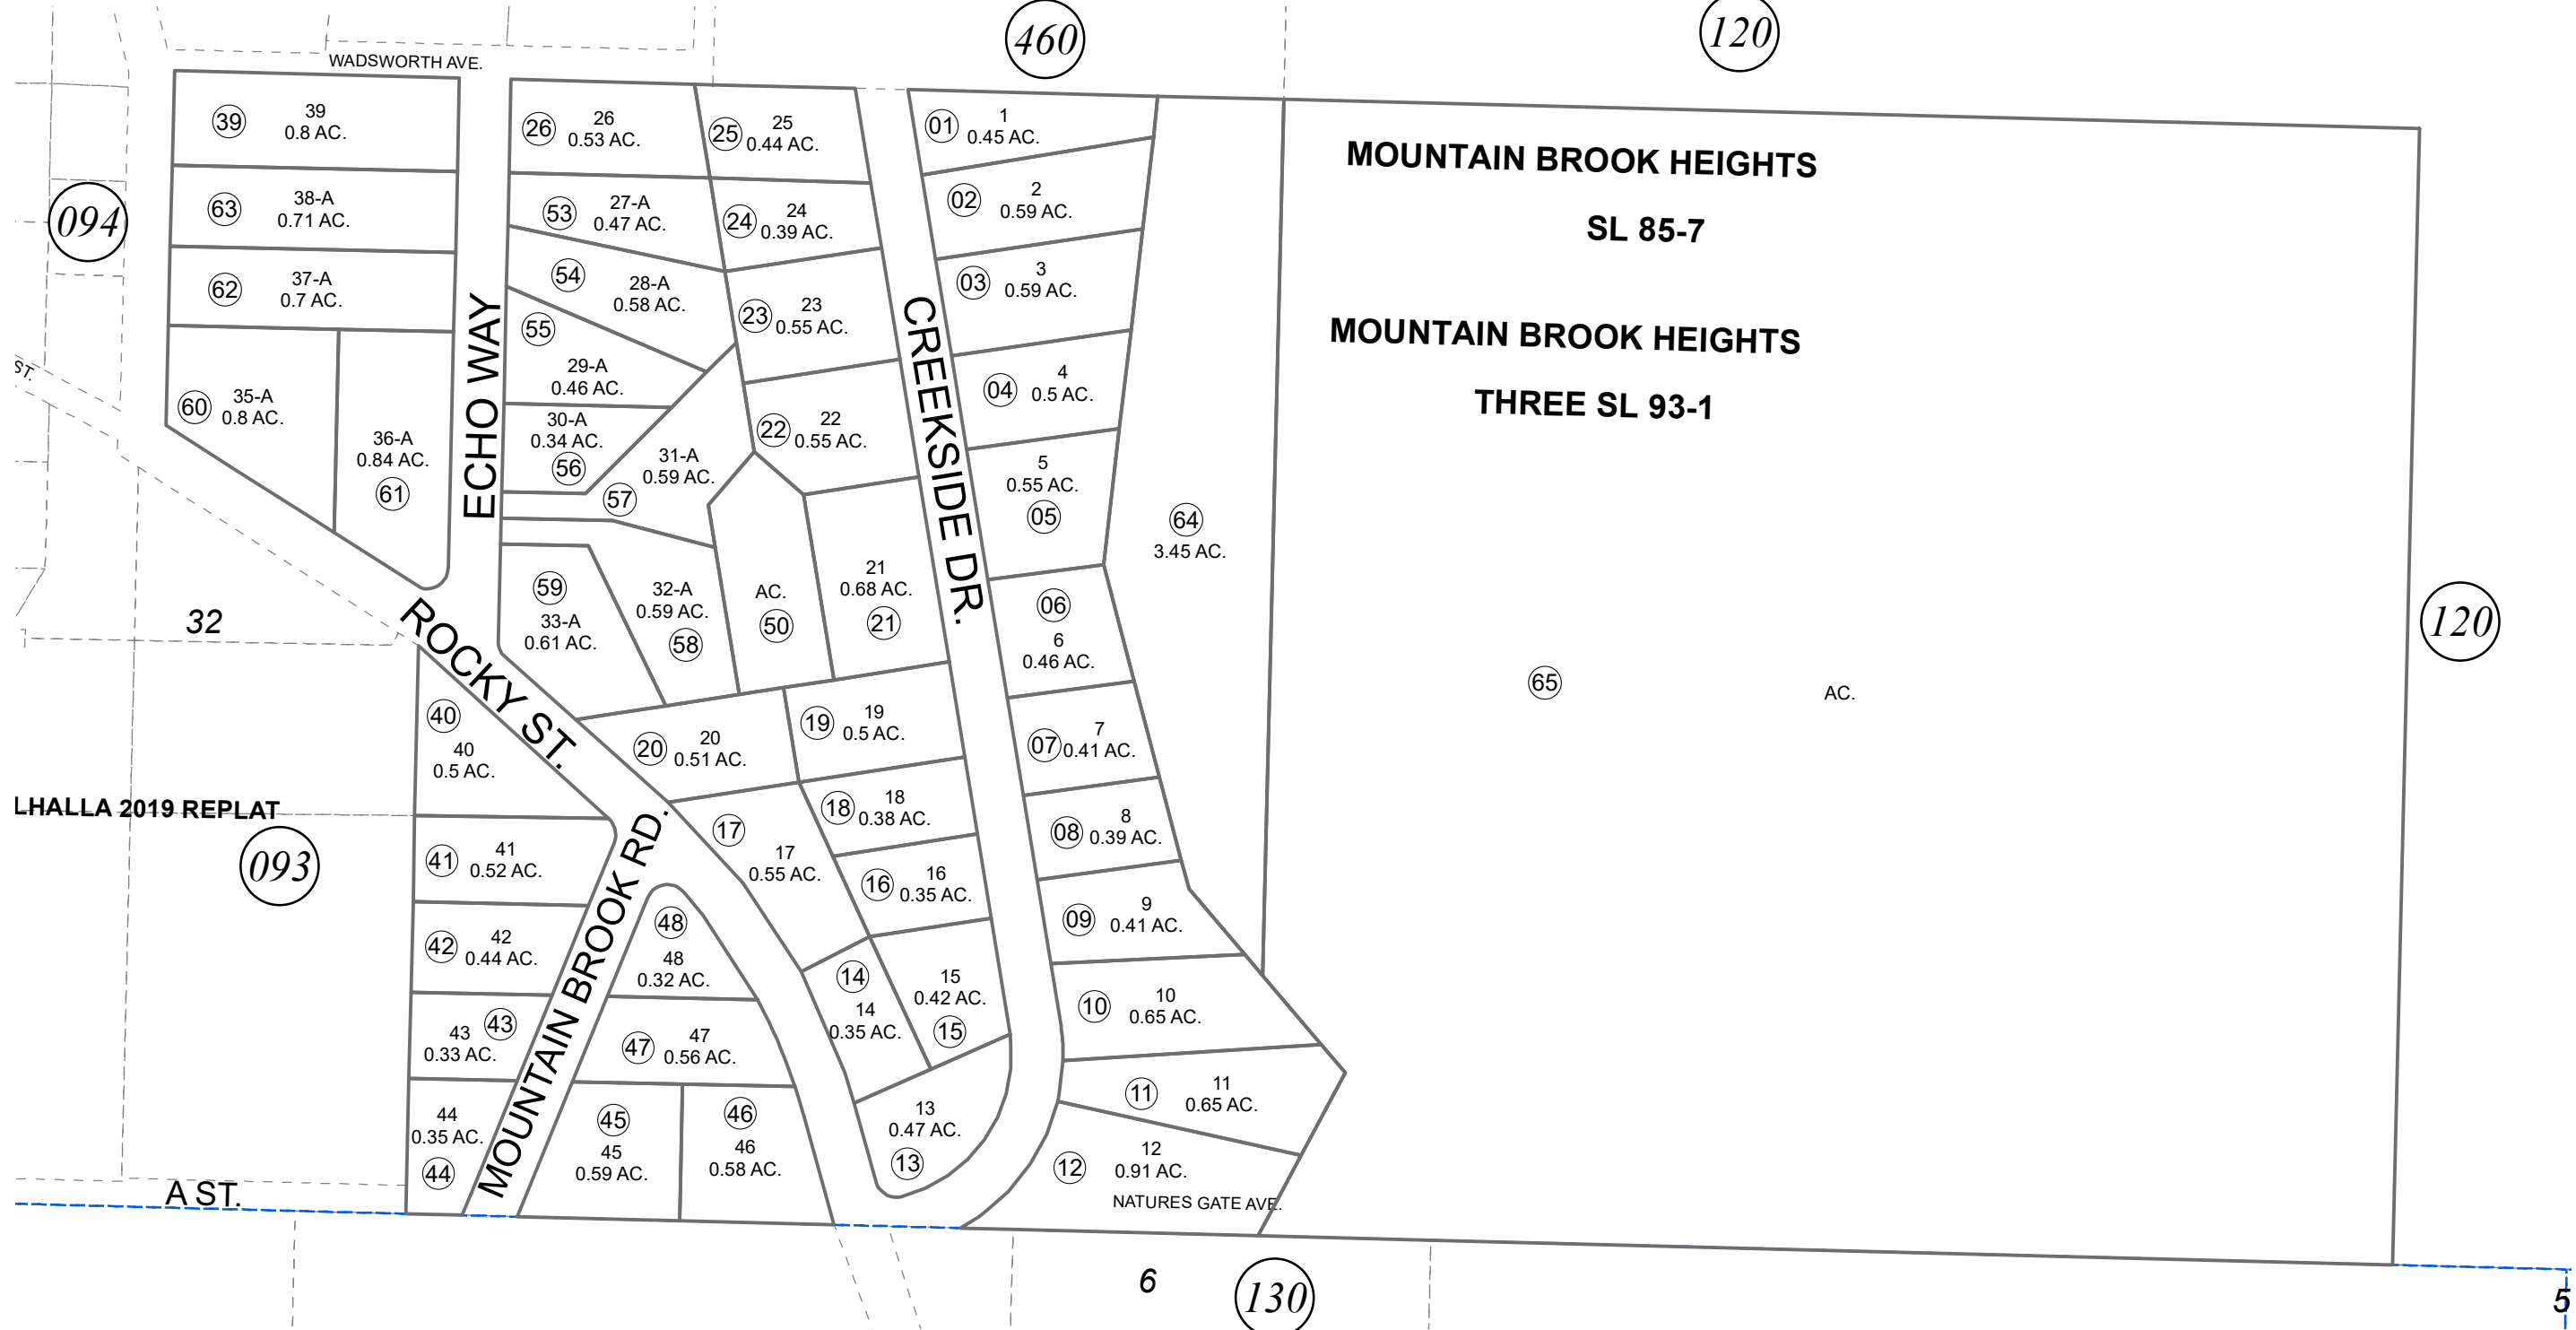 460
120
WADSWORTH AVE.
39
39
0.8 AC.
26
26
0.53 AC.
25
25
0.44 AC.
01
1
0.45 AC.
MOUNTAIN BROOK HEIGHTS
SL 85-7
MOUNTAIN BROOK HEIGHTS
THREE SL 93-1
094
63
38-A
0.71 AC.
53
27-A
0.47 AC.
24
24
0.39 AC.
02
2
0.59 AC.
62
37-A
0.7 AC.
54
28-A
0.58 AC.
23
23
0.55 AC.
03
3
0.59 AC.
ST.
60
35-A
0.8 AC.
36-A
0.84 AC.
61
ECHO WAY
55
29-A
0.46 AC.
30-A
0.34 AC.
56
31-A
0.59 AC.
57
22
22
0.55 AC.
CREEKSIDE DR.
04
4
0.5 AC.
5
0.55 AC.
05
64
3.45 AC.
59
33-A
0.61 AC.
32-A
0.59 AC.
58
AC.
50
21
0.68 AC.
21
06
6
0.46 AC.
32
ROCKY ST.
120
65
AC.
40
40
0.5 AC.
20
20
0.51 AC.
19
19
0.5 AC.
07
7
0.41 AC.
LHALLA 2019 REPLAT
093
41
41
0.52 AC.
MOUNTAIN BROOK RD.
17
17
0.55 AC.
18
18
0.38 AC.
08
8
0.39 AC.
16
16
0.35 AC.
09
9
0.41 AC.
42
42
0.44 AC.
48
48
0.32 AC.
14
14
0.35 AC.
15
0.42 AC.
15
10
10
0.65 AC.
43
43
0.33 AC.
47
47
0.56 AC.
11
11
0.65 AC.
44
0.35 AC.
44
45
45
0.59 AC.
46
46
0.58 AC.
13
0.47 AC.
13
12
12
0.91 AC.
NATURES GATE AVE.
A ST.
6
130
5